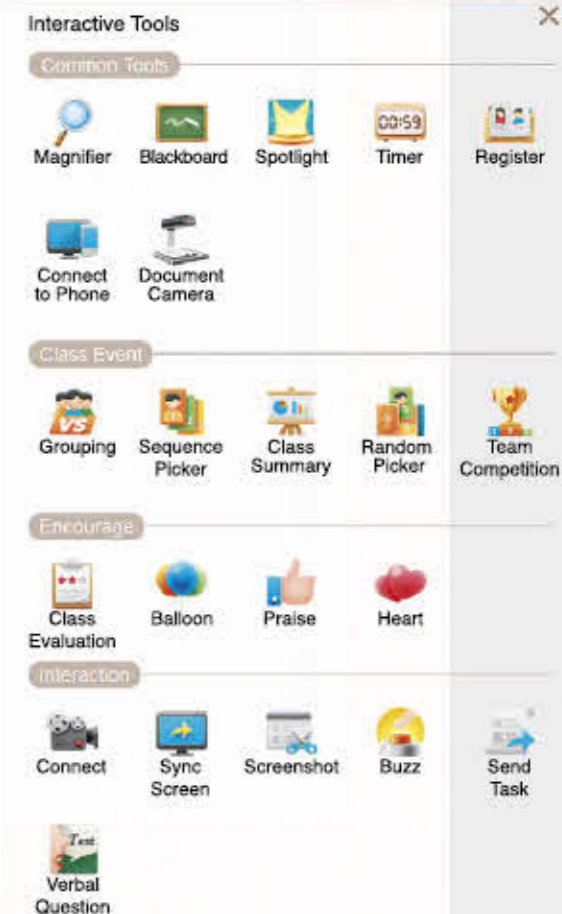 Interactive Tools
Common Tools
00:59
Magnifier Blackboard Spotlight Timer Register
Connect Document
to Phone Camera
Class Event
VS
Grouping Sequence Class Random Team
Picker Summary Picker Competition
Encourage
Class Balloon Praise Heart
Evaluation
Interaction
Connect Sync Screenshot Buzz Send
Screen Task
Test
Verbal
Question